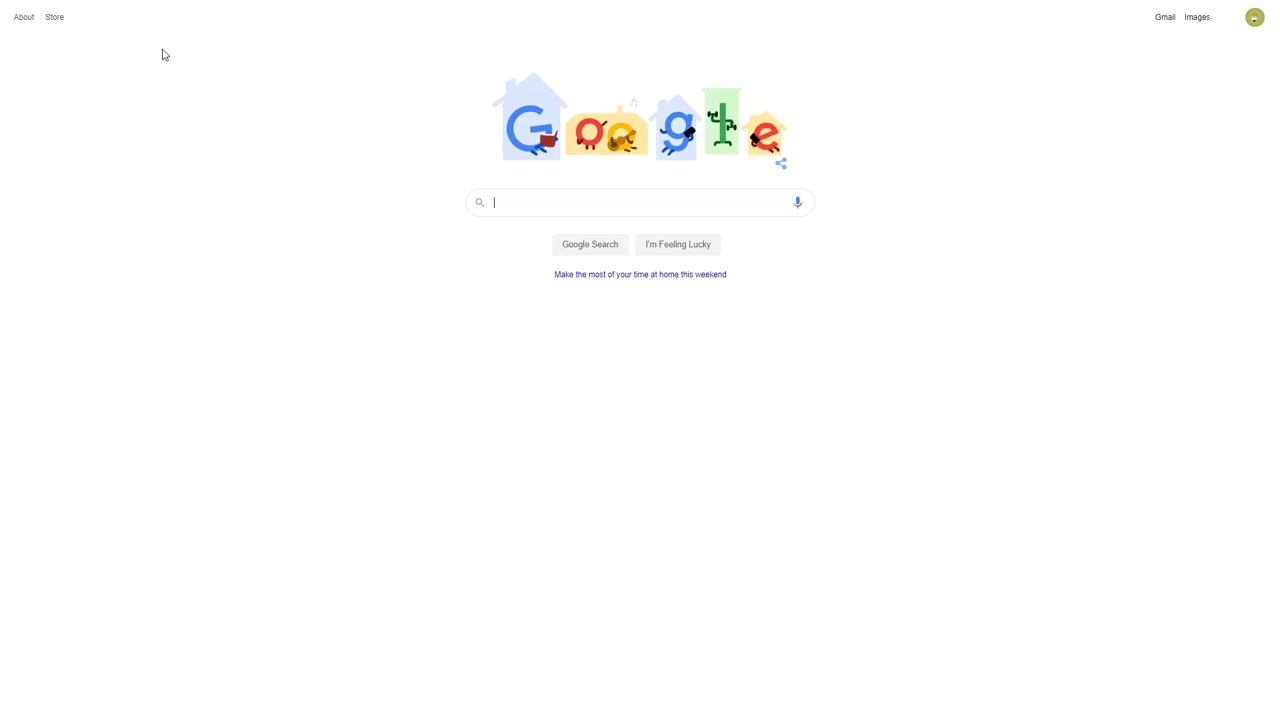 About Store
Gmail Images
Google
Google Search I'm Feeling Lucky
Make the most of your time at home this weekend